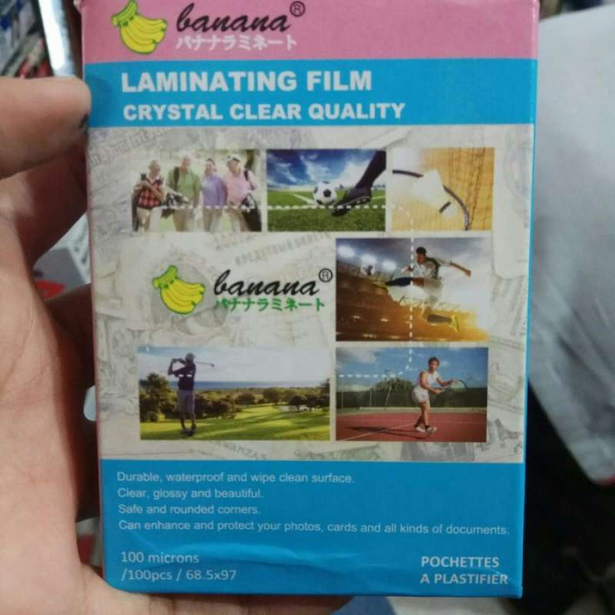 banana®
バナナラミネート
LAMINATING FILM
CRYSTAL CLEAR QUALITY
banana®
バナナラミネート
Durable, waterproof and wipe clean surface.
Clear, glossy and beautiful.
Safe and rounded corners.
Can enhance and protect your photos, cards and all kinds of documents.
100 microns
/100pcs / 68.5x97
POCHETTES
A PLASTIFIER